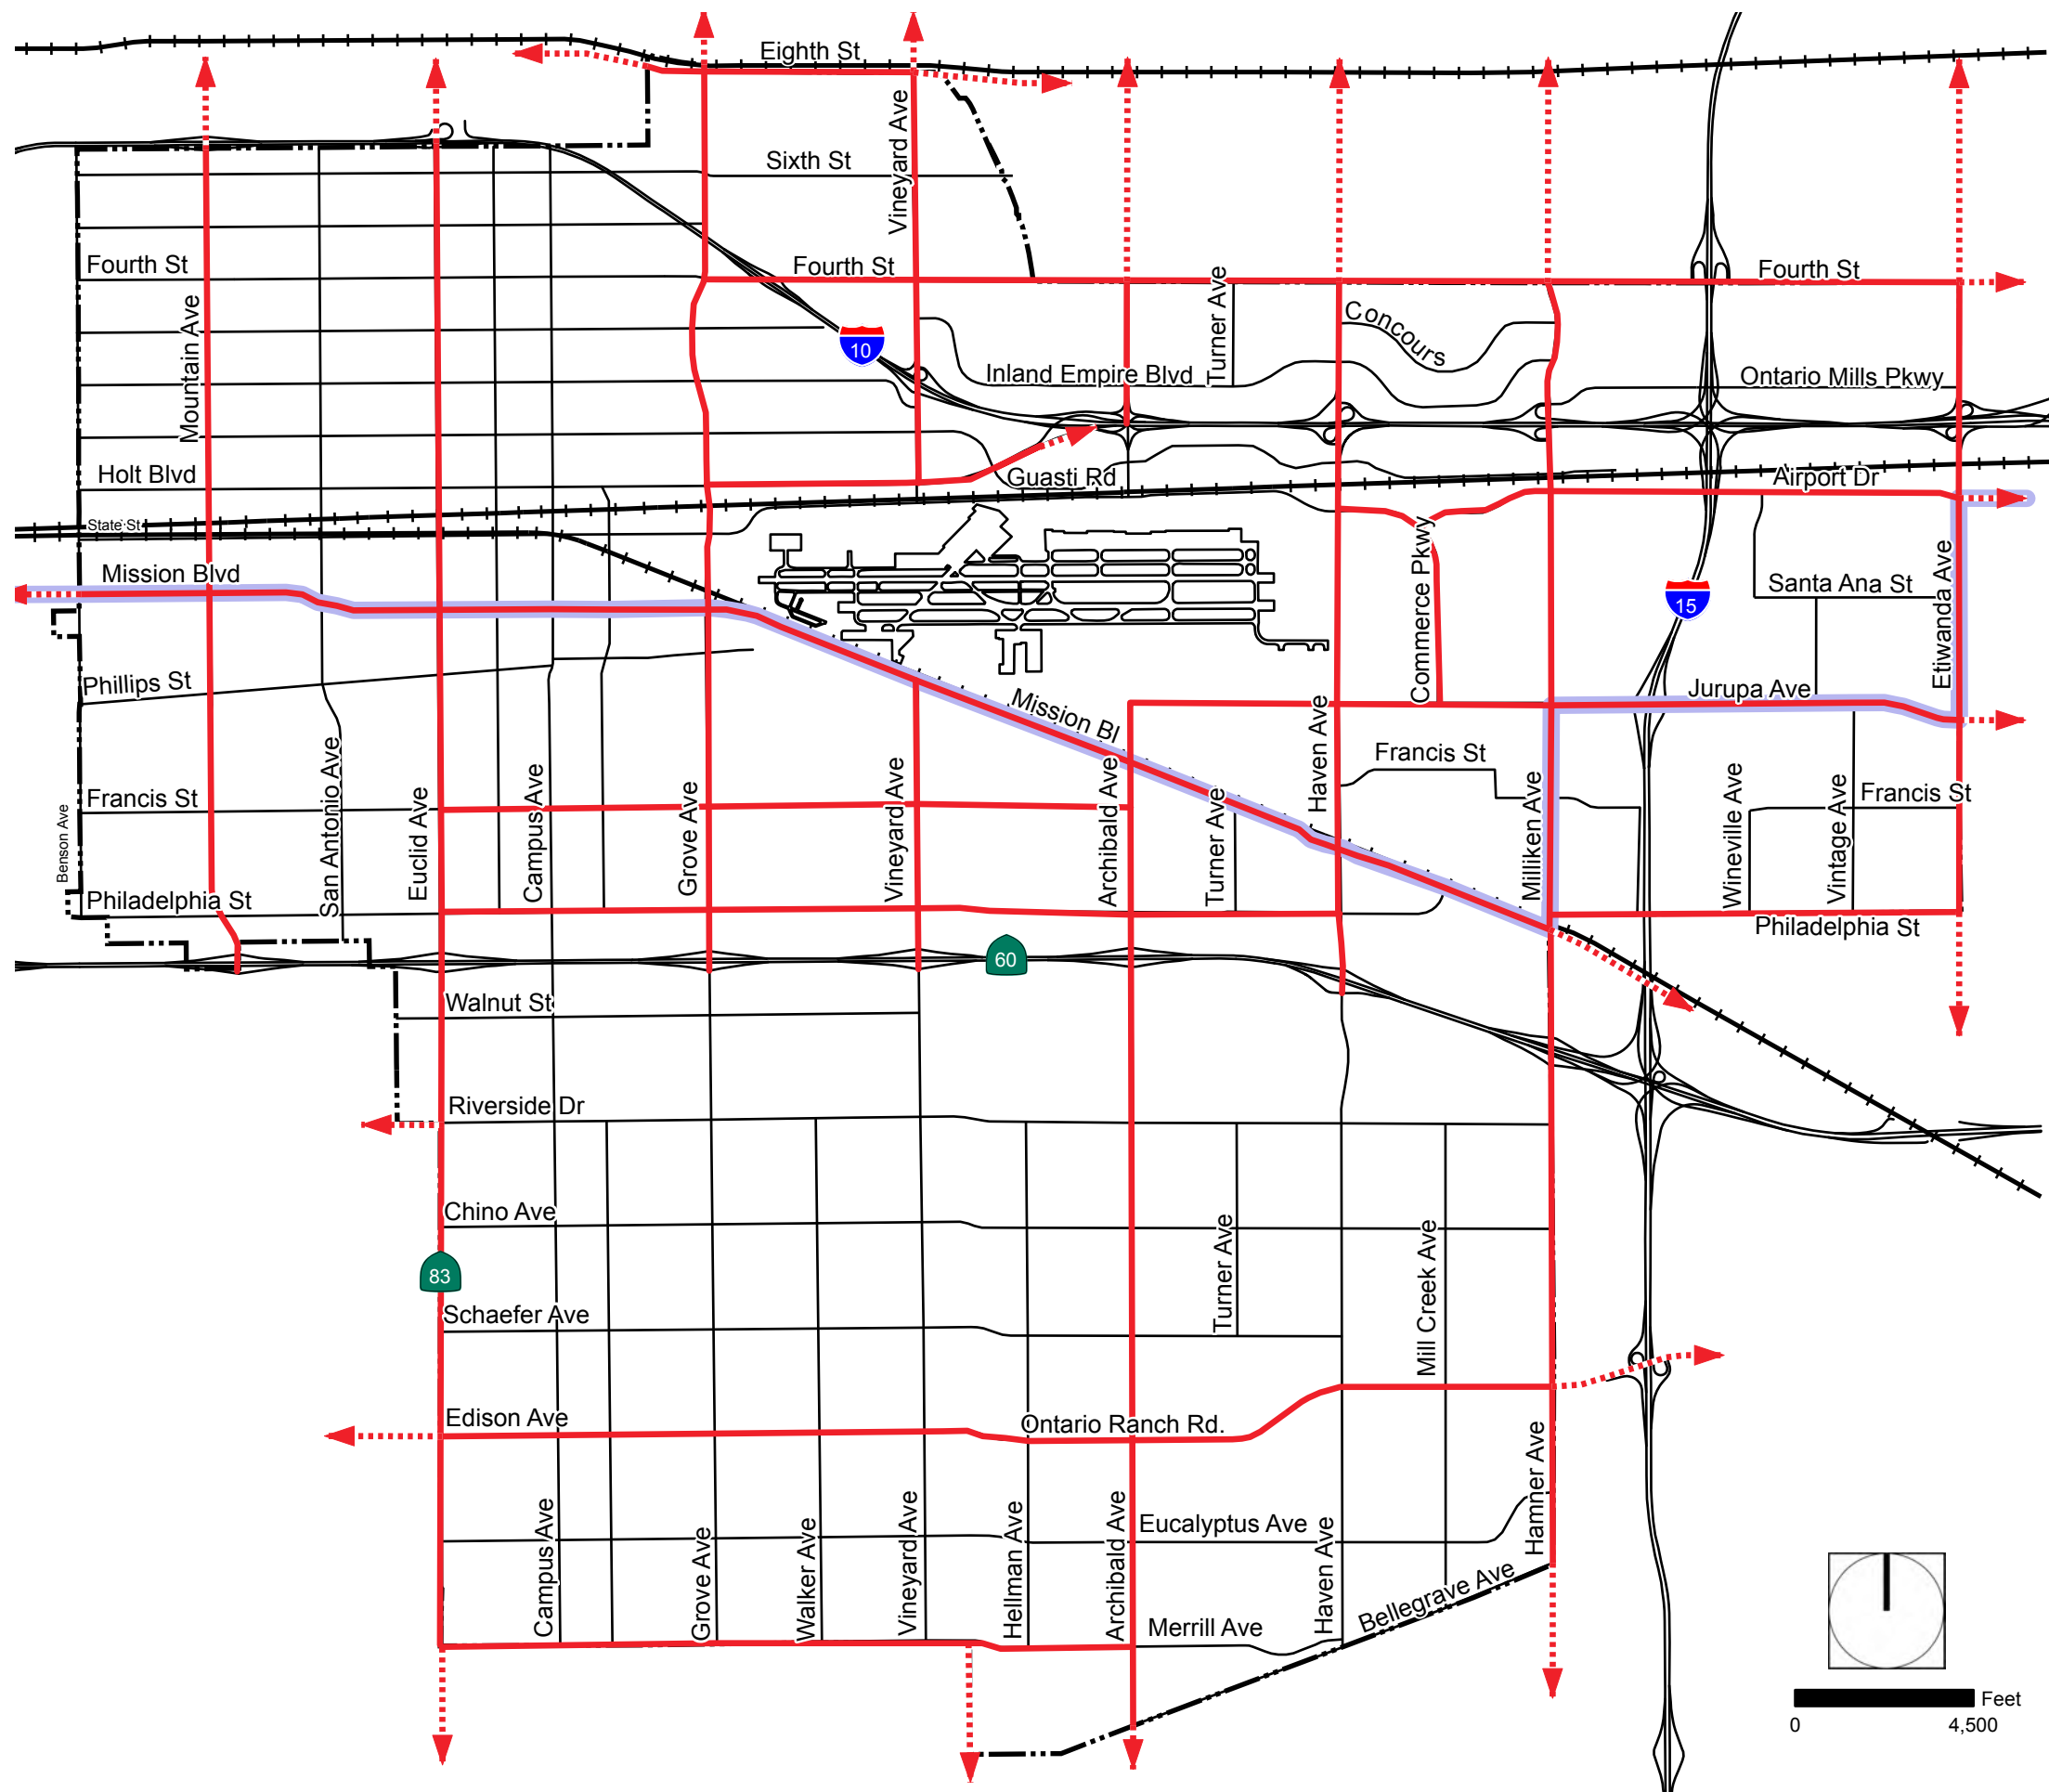 Eighth St
Vineyard Ave
Sixth St
Fourth St
Fourth St
Fourth St
Mountain Ave
Turner Ave
Concours
10
Inland Empire Blvd
Ontario Mills Pkwy
Holt Blvd
Guasti Rd
Airport Dr
State St
Commerce Pkwy
Etiwanda Ave
Mission Blvd
Santa Ana St
15
Phillips St
Mission Bl
Jurupa Ave
Haven Ave
Francis St
San Antonio Ave
Euclid Ave
Campus Ave
Grove Ave
Vineyard Ave
Archibald Ave
Turner Ave
Milliken Ave
Wineville Ave
Vintage Ave
Francis St
Francis St
Benson Ave
Philadelphia St
Philadelphia St
60
Walnut St
Riverside Dr
Chino Ave
Turner Ave
Mill Creek Ave
83
Schaefer Ave
Edison Ave
Ontario Ranch Rd.
Hamner Ave
Campus Ave
Grove Ave
Walker Ave
Vineyard Ave
Hellman Ave
Archibald Ave
Eucalyptus Ave
Haven Ave
Bellegrave Ave
Merrill Ave
Feet
0 4,500